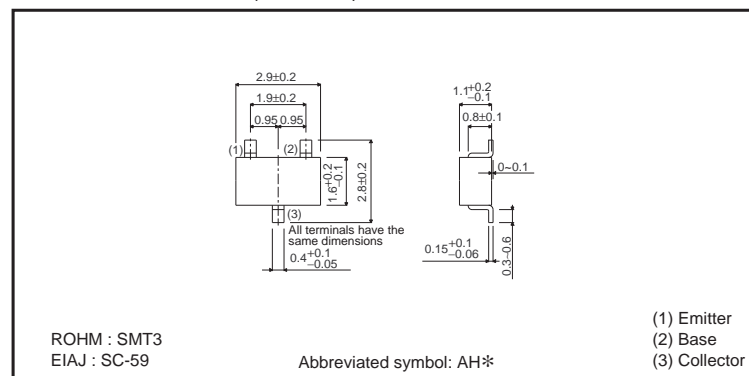 2.9±0.2
1.9±0.2
0.95 0.95
(1)
(2)
(3)
1.6+0.2
−0.1
2.8±0.2
All terminals have the
same dimensions
0.4+0.1
−0.05
1.1+0.2
−0.1
0.8±0.1
0~0.1
0.15+0.1
−0.06
0.3~0.6
ROHM : SMT3
EIAJ : SC-59
Abbreviated symbol: AH*
(1) Emitter
(2) Base
(3) Collector